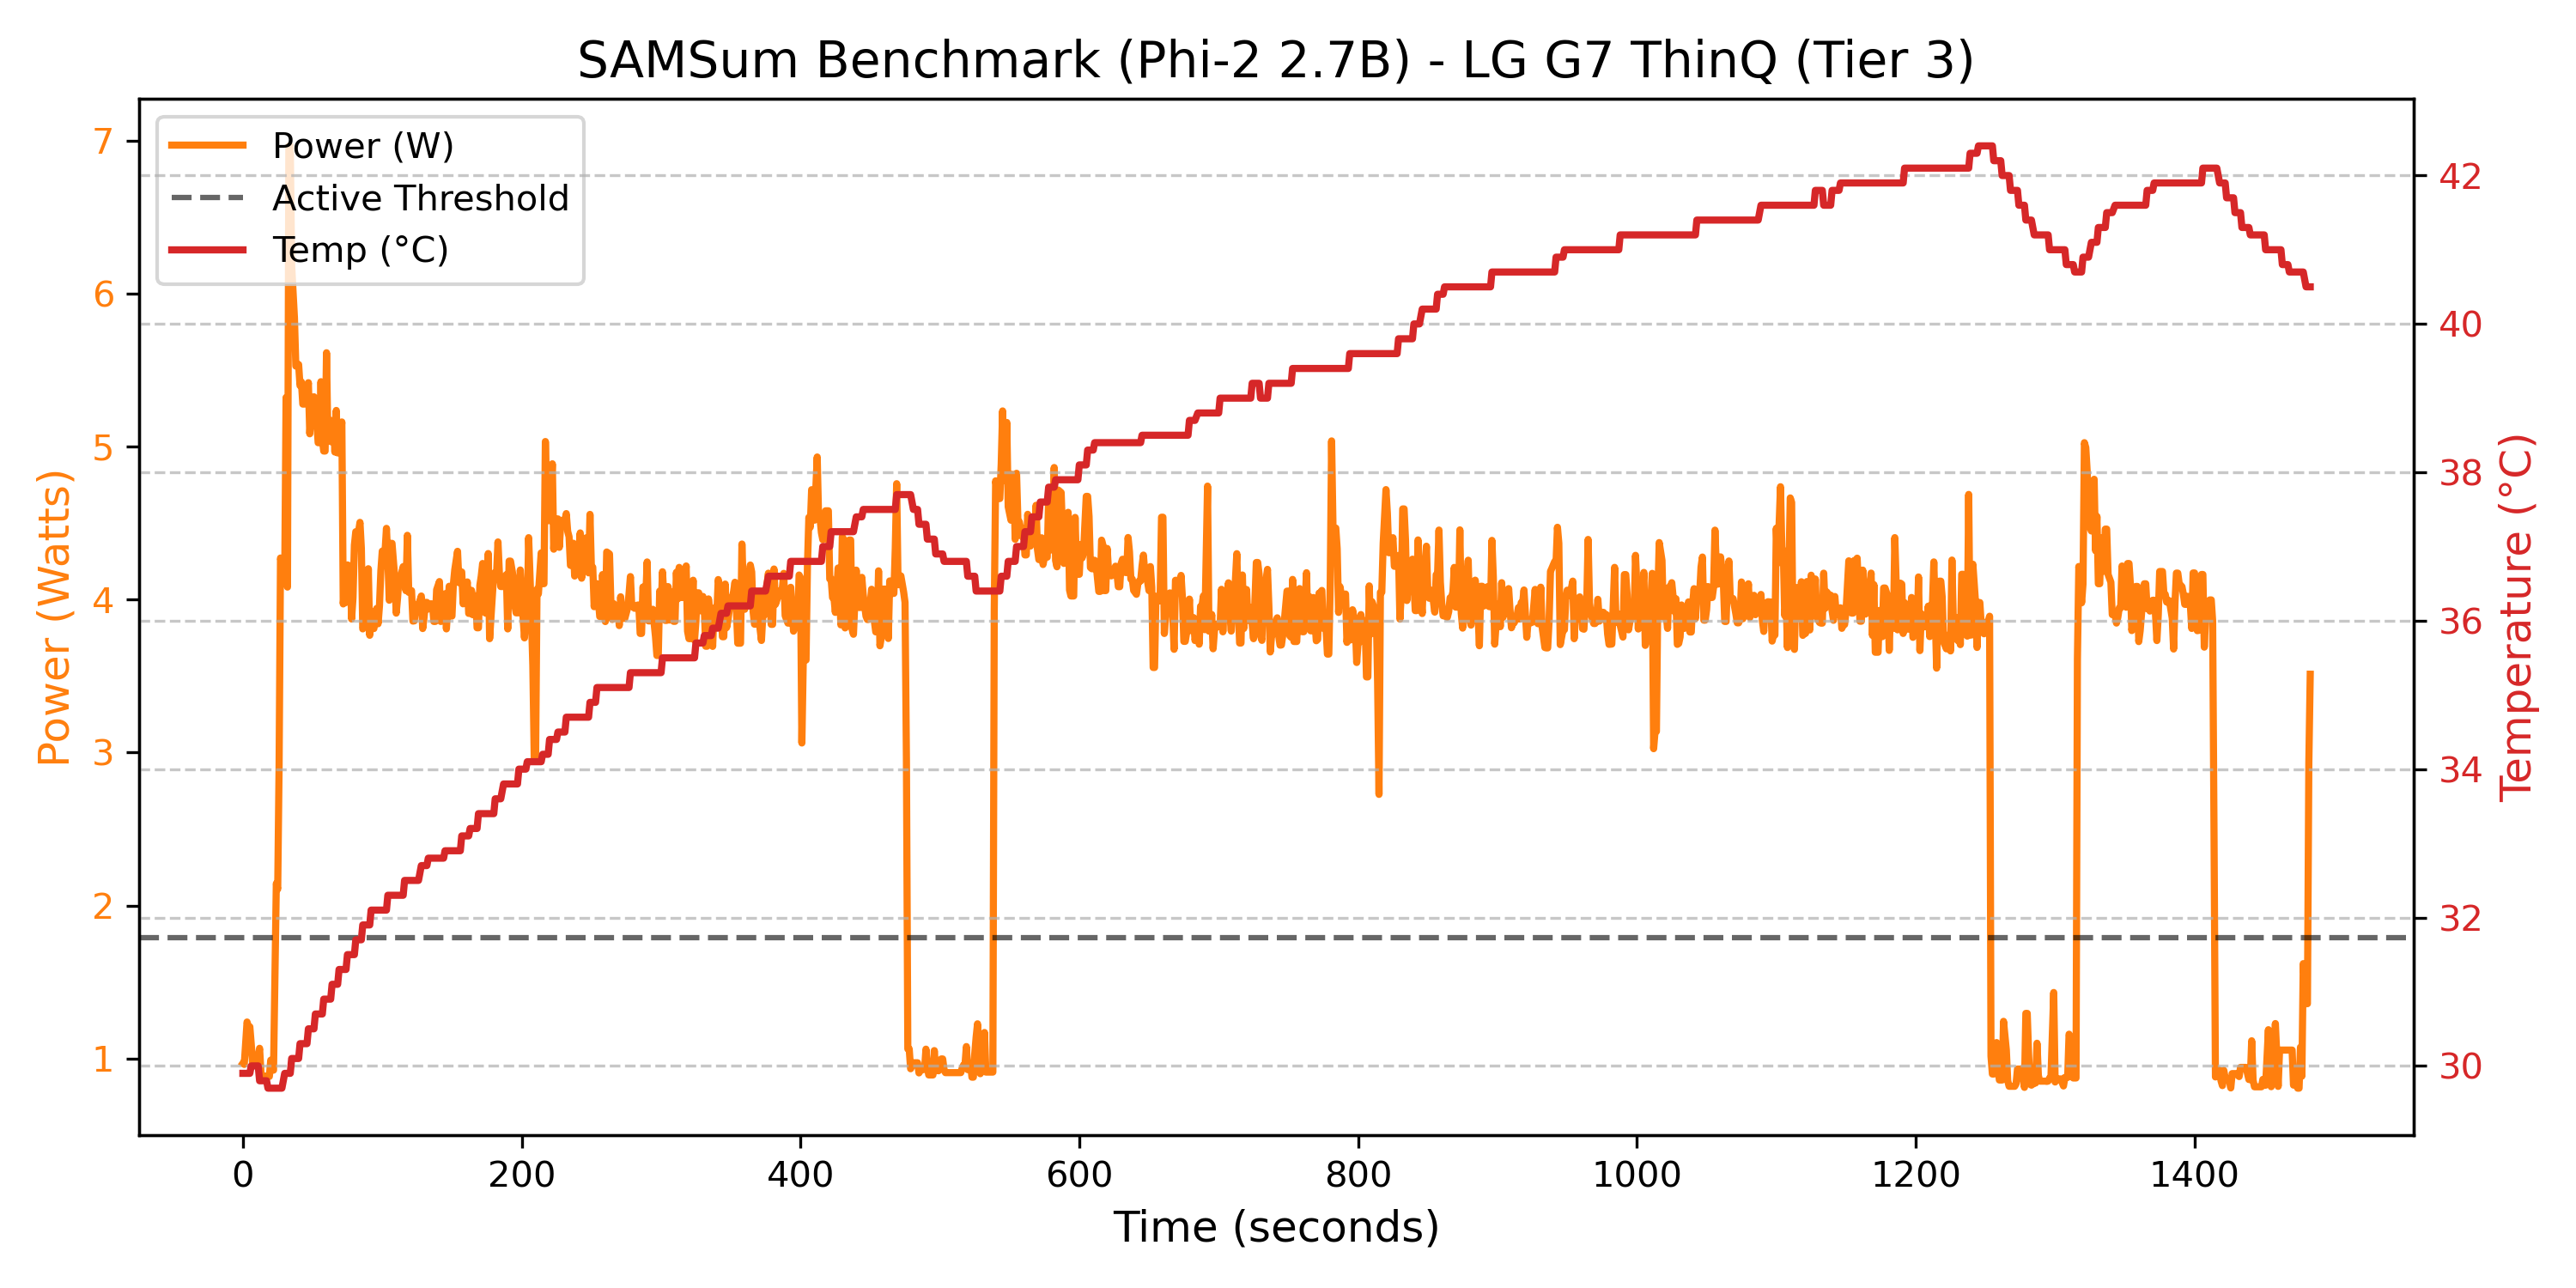 SAMSum Benchmark (Phi-2 2.7B) - LG G7 ThinQ (Tier 3)
Power (W)
Active Threshold
Temp (°C)
7
6
5
4
3
2
1
Power (Watts)
42
40
38
36
34
32
30
Temperature (°C)
0 200 400 600 800 1000 1200 1400
Time (seconds)